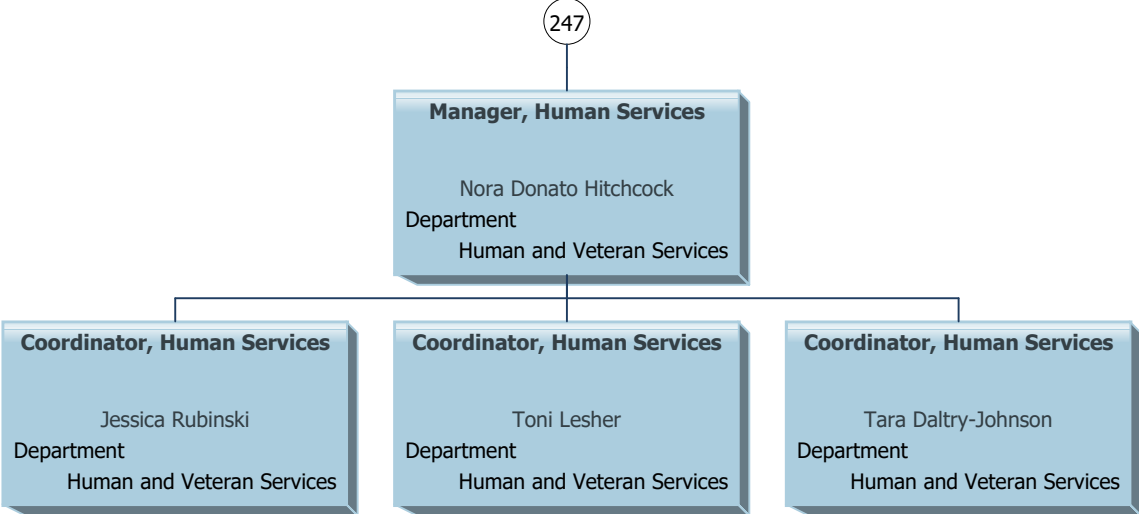 247
Manager, Human Services
Nora Donato Hitchcock
Department
Human and Veteran Services
Coordinator, Human Services
Jessica Rubinski
Department
Human and Veteran Services
Coordinator, Human Services
Toni Lesher
Department
Human and Veteran Services
Coordinator, Human Services
Tara Daltry-Johnson
Department
Human and Veteran Services